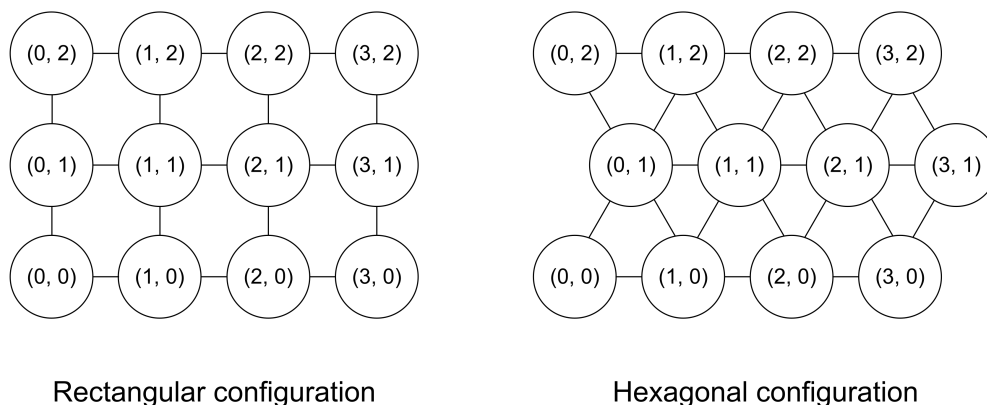 (0, 2) (1, 2) (2, 2) (3, 2)
(0, 1) (1, 1) (2, 1) (3, 1)
(0, 0) (1, 0) (2, 0) (3, 0)
Rectangular configuration
(0, 2) (1, 2) (2, 2) (3, 2)
(0, 1) (1, 1) (2, 1) (3, 1)
(0, 0) (1, 0) (2, 0) (3, 0)
Hexagonal configuration